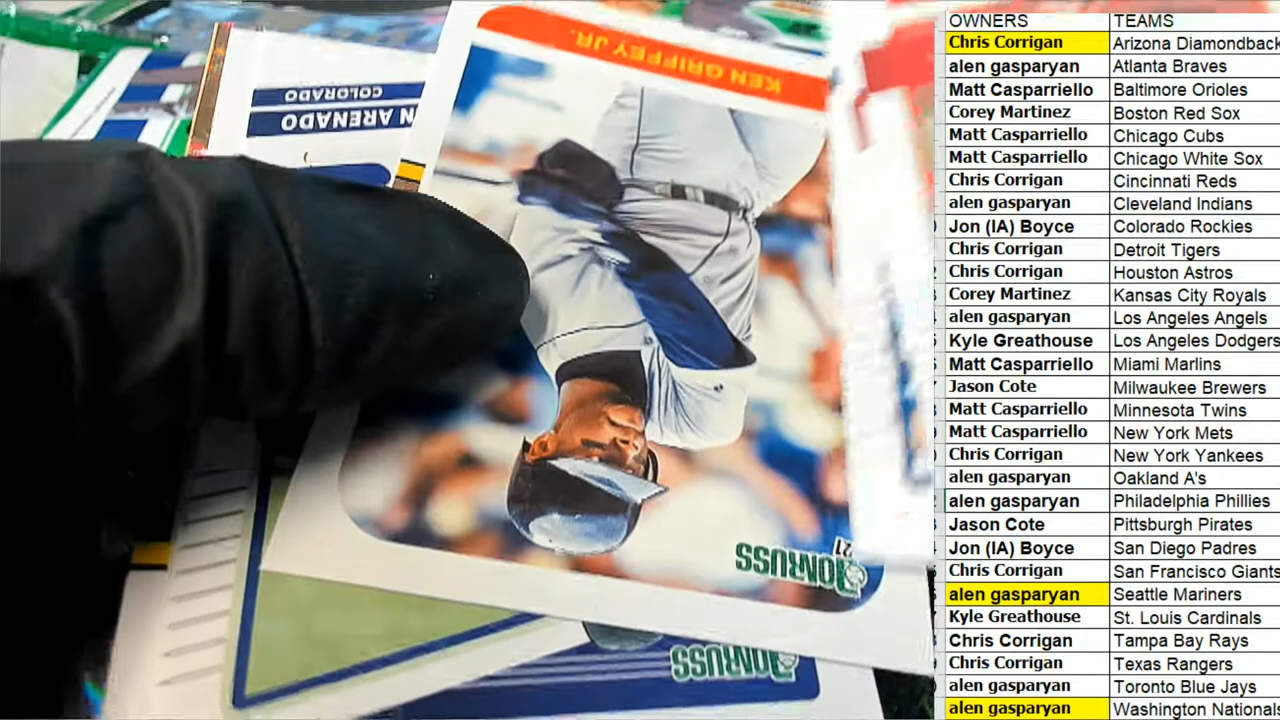 KEN GRIFFEY JR.
COLORADO
N ARENADO
21
DONRUSS
DONRUSS
OWNERS TEAMS
Chris Corrigan Arizona Diamondback
alen gasparyan Atlanta Braves
Matt Casparriello Baltimore Orioles
Corey Martinez Boston Red Sox
Matt Casparriello Chicago Cubs
Matt Casparriello Chicago White Sox
Chris Corrigan Cincinnati Reds
alen gasparyan Cleveland Indians
Jon (IA) Boyce Colorado Rockies
Chris Corrigan Detroit Tigers
Chris Corrigan Houston Astros
Corey Martinez Kansas City Royals
alen gasparyan Los Angeles Angels
Kyle Greathouse Los Angeles Dodgers
Matt Casparriello Miami Marlins
Jason Cote Milwaukee Brewers
Matt Casparriello Minnesota Twins
Matt Casparriello New York Mets
Chris Corrigan New York Yankees
alen gasparyan Oakland A's
alen gasparyan Philadelphia Phillies
Jason Cote Pittsburgh Pirates
Jon (IA) Boyce San Diego Padres
Chris Corrigan San Francisco Giants
alen gasparyan Seattle Mariners
Kyle Greathouse St. Louis Cardinals
Chris Corrigan Tampa Bay Rays
Chris Corrigan Texas Rangers
alen gasparyan Toronto Blue Jays
alen gasparyan Washington Nationals